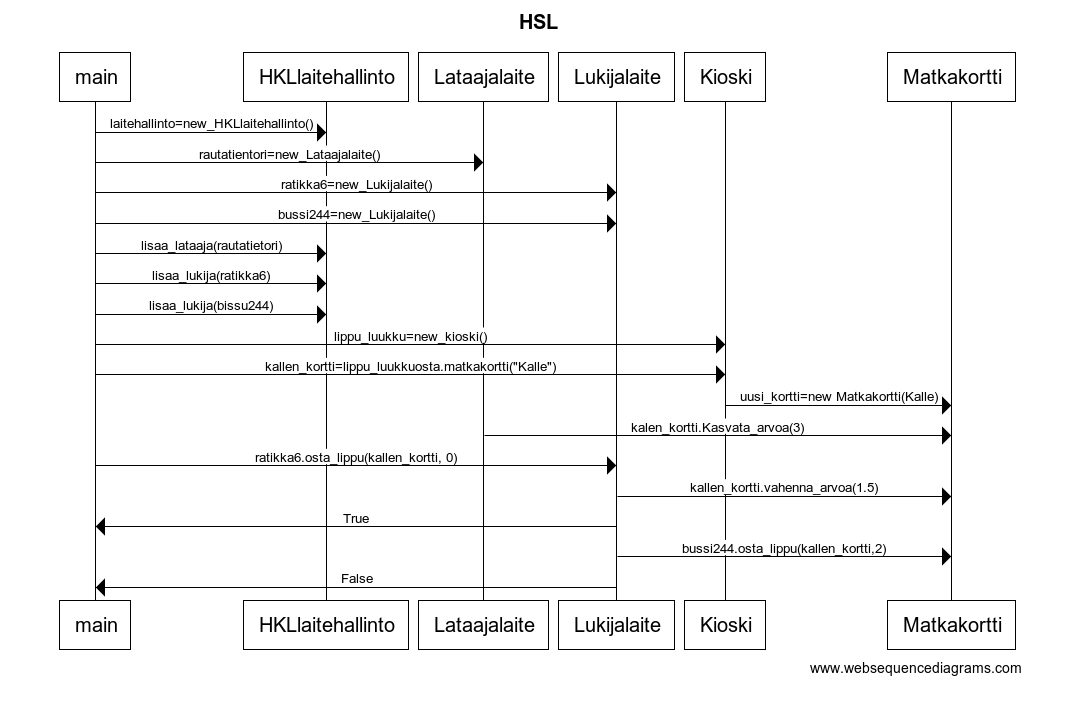 HSL
main HKLlaitehallinto Lataajalaite Lukijalaite Kioski Matkakortti
laitehallinto=new_HKLlaitehallinto()
rautatientori=new_Lataajalaite()
ratikka6=new_Lukijalaite()
bussi244=new_Lukijalaite()
lisaa_lataaja(rautatietori)
lisaa_lukija(ratikka6)
lisaa_lukija(bissu244)
lippu_luukku=new_kioski()
kallen_kortti=lippu_luukkuosta.matkakortti("Kalle")
uusi_kortti=new Matkakortti(Kalle)
kalen_kortti.Kasvata_arvoa(3)
ratikka6.osta_lippu(kallen_kortti, 0)
kallen_kortti.vahenna_arvoa(1.5)
True
bussi244.osta_lippu(kallen_kortti,2)
False
main HKLlaitehallinto Lataajalaite Lukijalaite Kioski Matkakortti
www.websequencediagrams.com